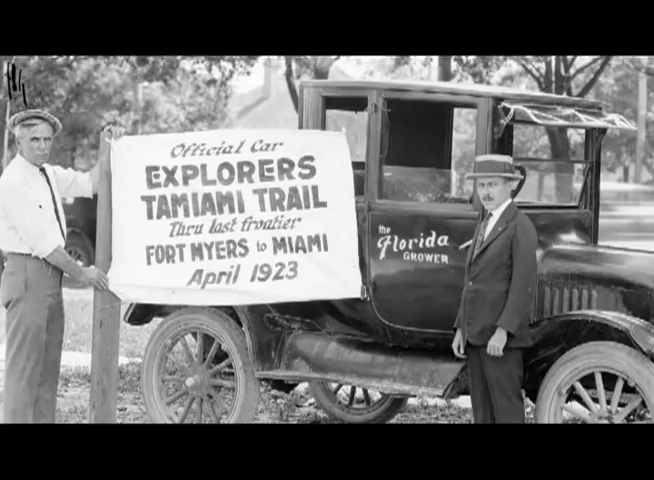 Official Car
EXPLORERS
TAMIAMI TRAIL
Thru last frontier
FORT MYERS to MIAMI
April 1923
the
Florida
GROWER